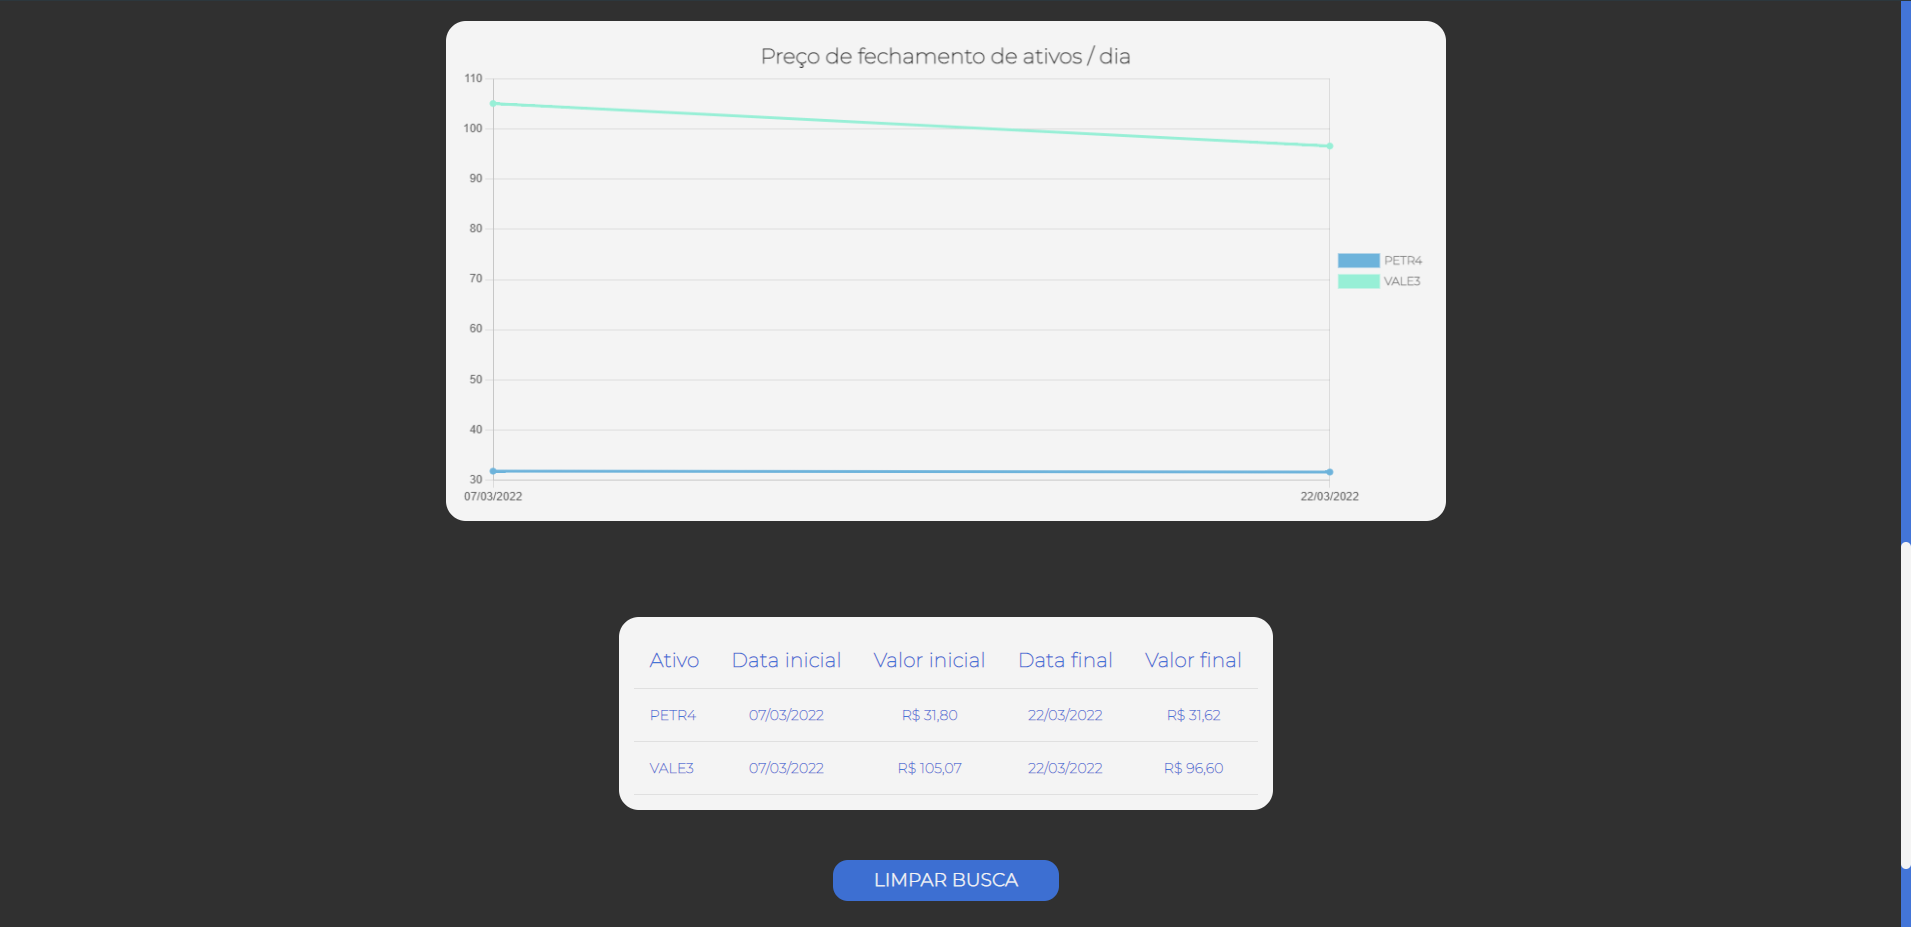 Preço de fechamento de ativos / dia
110
100
90
80
70
60
50
40
30
07/03/2022 22/03/2022
PETR4
VALE3
Ativo Data inicial Valor inicial Data final Valor final
PETR4 07/03/2022 R$ 31,80 22/03/2022 R$ 31,62
VALE3 07/03/2022 R$ 105,07 22/03/2022 R$ 96,60
LIMPAR BUSCA